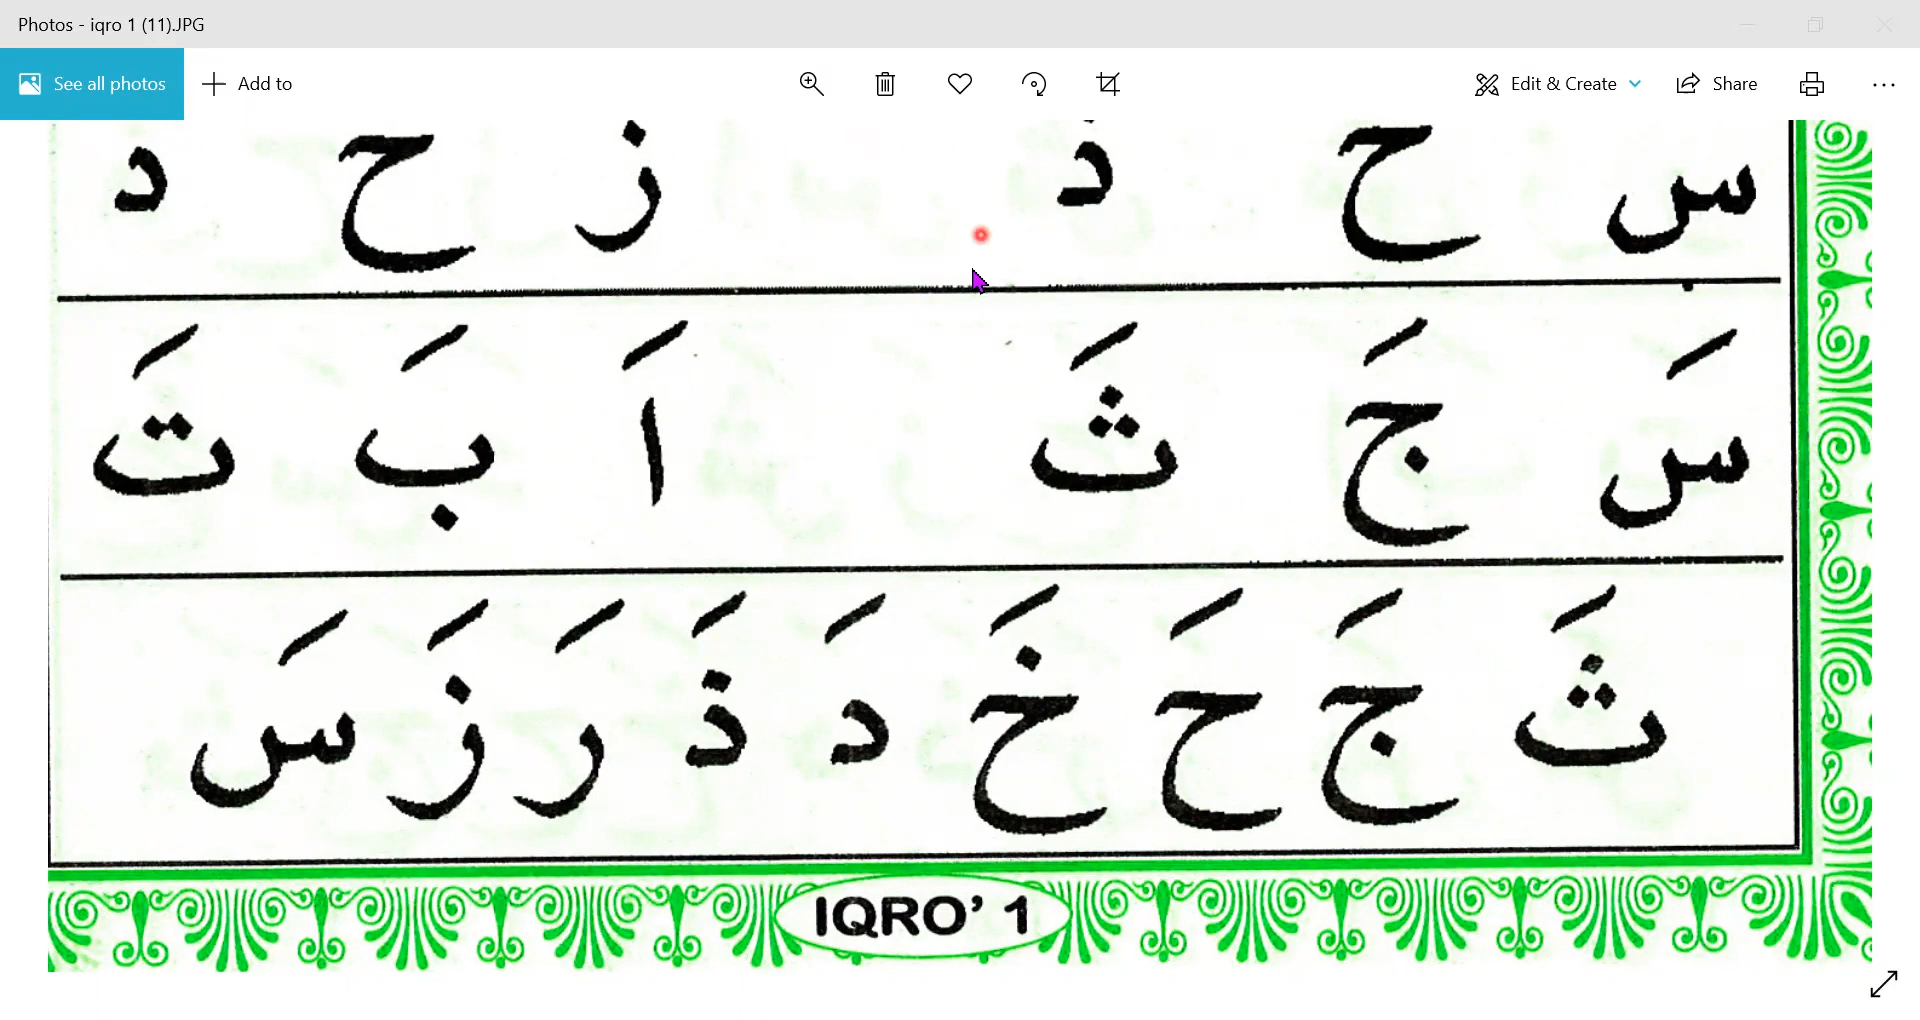 Photos - iqro 1 (11).JPG
See all photos
Add to
Edit & Create
Share
س ح ذ ز ح د
سَ جَ ثَ اَ بَ تَ
ثَ جَ حَ خَ دَ ذَ رَ زَ سَ
IQRO’ 1